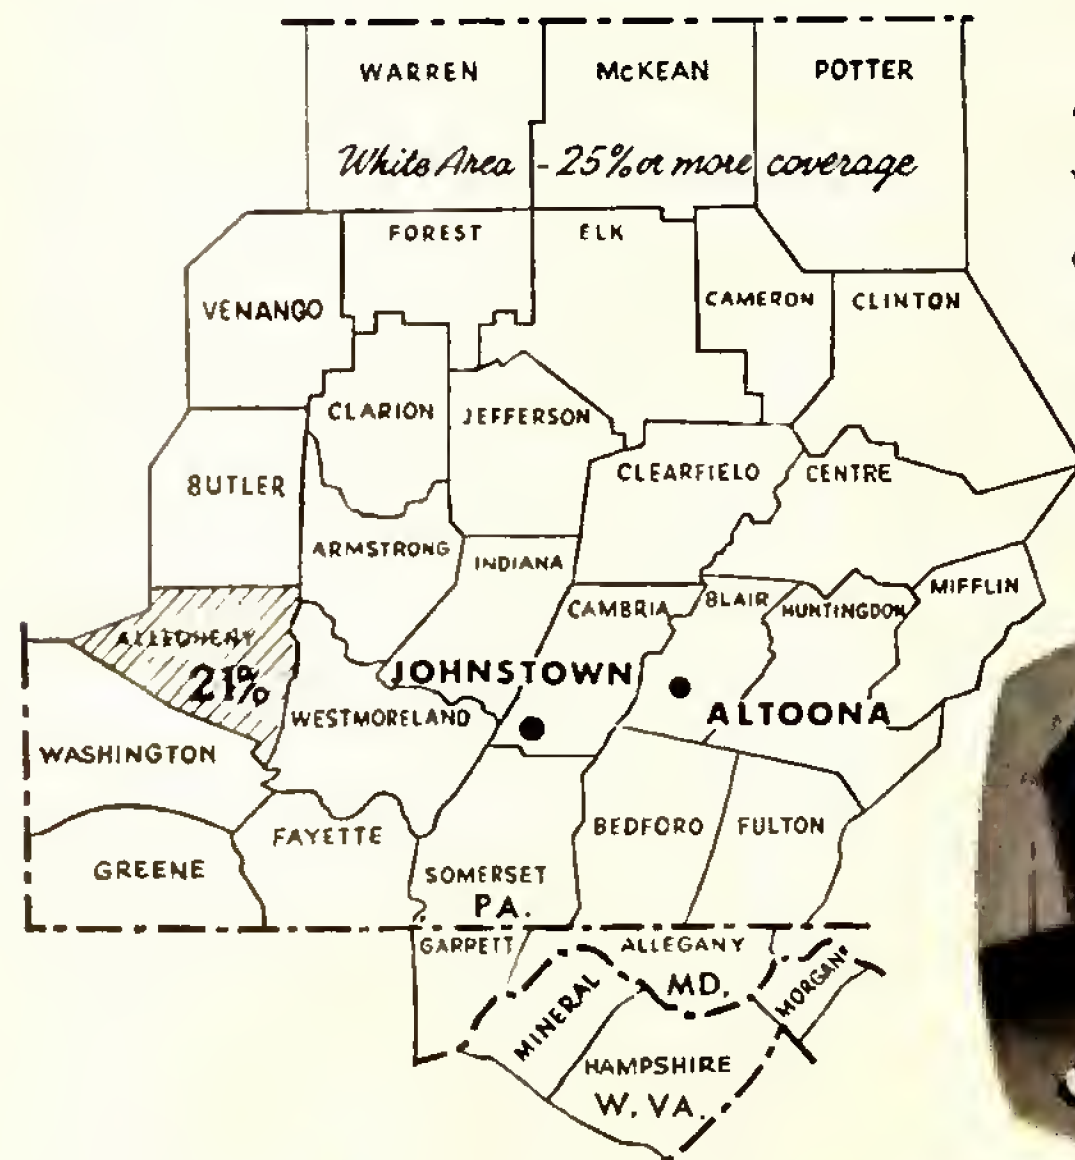 WARREN McKEAN POTTER
White Area - 25% or more coverage
FOREST ELK
VENANGO CAMERON CLINTON
CLARION JEFFERSON
BUTLER CLEARFIELD CENTRE
ARMSTRONG INDIANA
CAMBRIA BLAIR HUNTINGDON MIFFLIN
ALLEGHENY
21%
JOHNSTOWN
WESTMORELAND ALTOONA
WASHINGTON
FAYETTE BEDFORD FULTON
GREENE SOMERSET
PA.
GARRETT ALLEGANY
MD.
MINERAL MORGAN
HAMPSHIRE
W. VA.